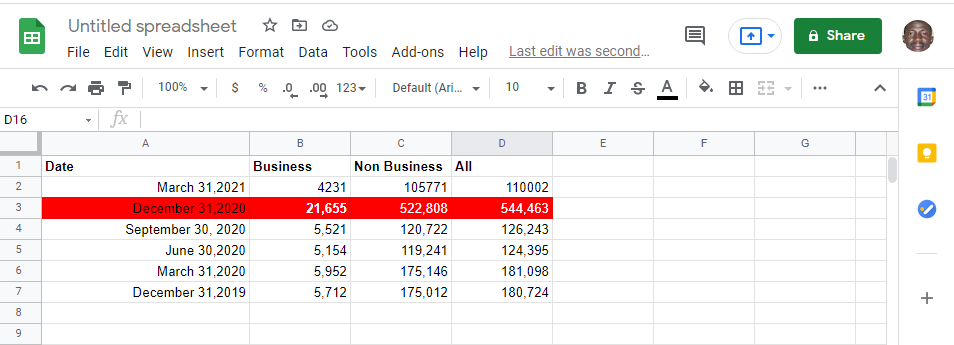 Untitled spreadsheet
File Edit View Insert Format Data Tools Add-ons Help Last edit was second...
Share
100% $ % .0 .00 123 Default (Ari... 10 B I S A ...
31
D16 fx
A B C D E F G
1 Date Business Non Business All
2 March 31,2021 4231 105771 110002
3 December 31,2020 21,655 522,808 544,463
4 September 30, 2020 5,521 120,722 126,243
5 June 30,2020 5,154 119,241 124,395
6 March 31,2020 5,952 175,146 181,098
7 December 31,2019 5,712 175,012 180,724
8
9